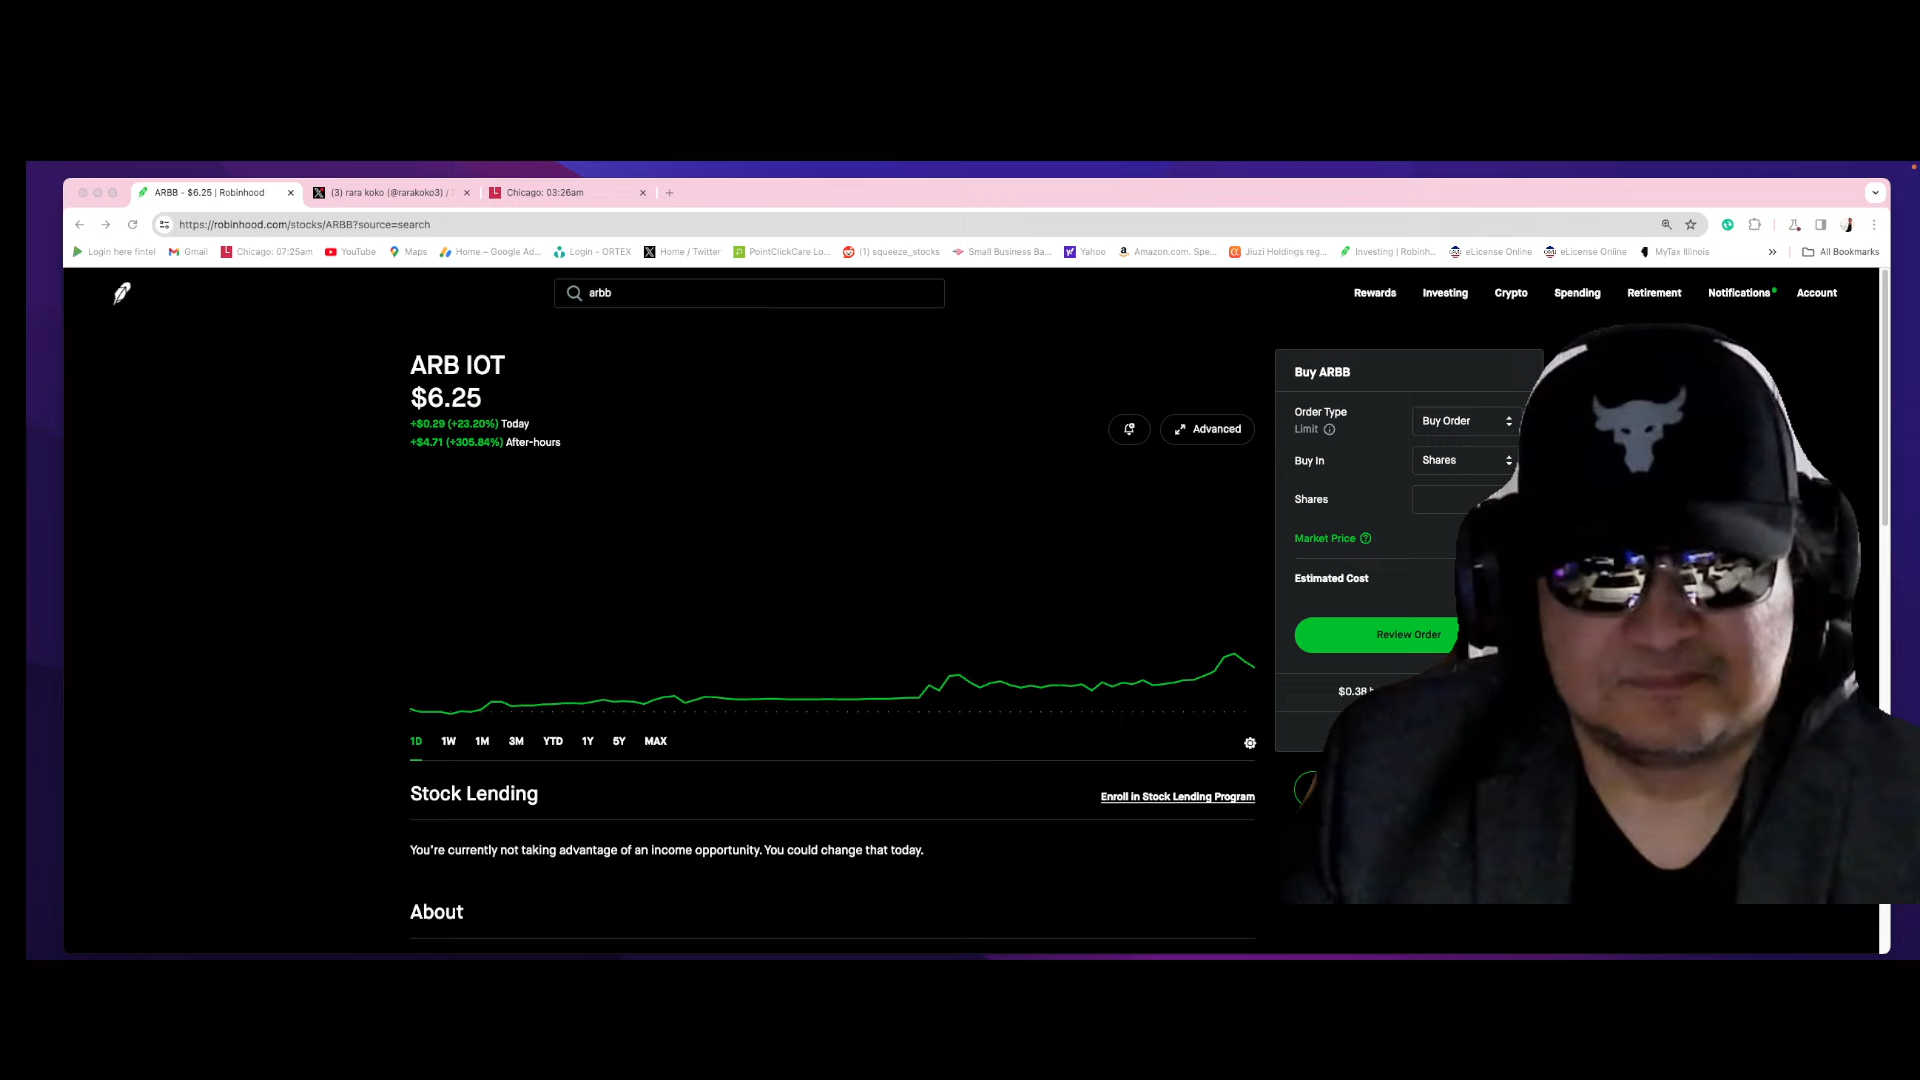 ARBB - $6.25 | Robinhood
(3) rara koko (@rarakoko3) /
Chicago: 03:26am
https://robinhood.com/stocks/ARBB?source=search
Login here fintel
Gmail
Chicago: 07:25am
YouTube
Maps
Home – Google Ad...
Login - ORTEX
Home / Twitter
PointClickCare Lo...
(1) squeeze_stocks
Small Business Ba...
Yahoo
Amazon.com. Spe...
Jiuzi Holdings reg...
Investing | Robinh...
eLicense Online
eLicense Online
MyTax Illinois
All Bookmarks
arbb
Rewards
Investing
Crypto
Spending
Retirement
Notifications
Account
ARB IOT
$6.25
+$0.29 (+23.20%) Today
+$4.71 (+305.84%) After-hours
Advanced
1D
1W
1M
3M
YTD
1Y
5Y
MAX
Stock Lending
Enroll in Stock Lending Program
You're currently not taking advantage of an income opportunity. You could change that today.
About
Buy ARBB
Order Type
Limit
Buy Order
Buy In
Shares
Shares
Market Price
Estimated Cost
Review Order
$0.38